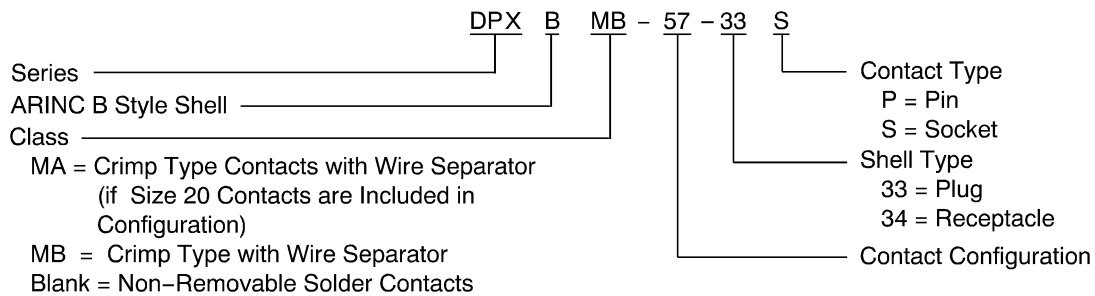 DPX B MB - 57 - 33 S
Series
ARINC B Style Shell
Class
MA = Crimp Type Contacts with Wire Separator
(if Size 20 Contacts are Included in
Configuration)
MB = Crimp Type with Wire Separator
Blank = Non-Removable Solder Contacts
Contact Type
P = Pin
S = Socket
Shell Type
33 = Plug
34 = Receptacle
Contact Configuration